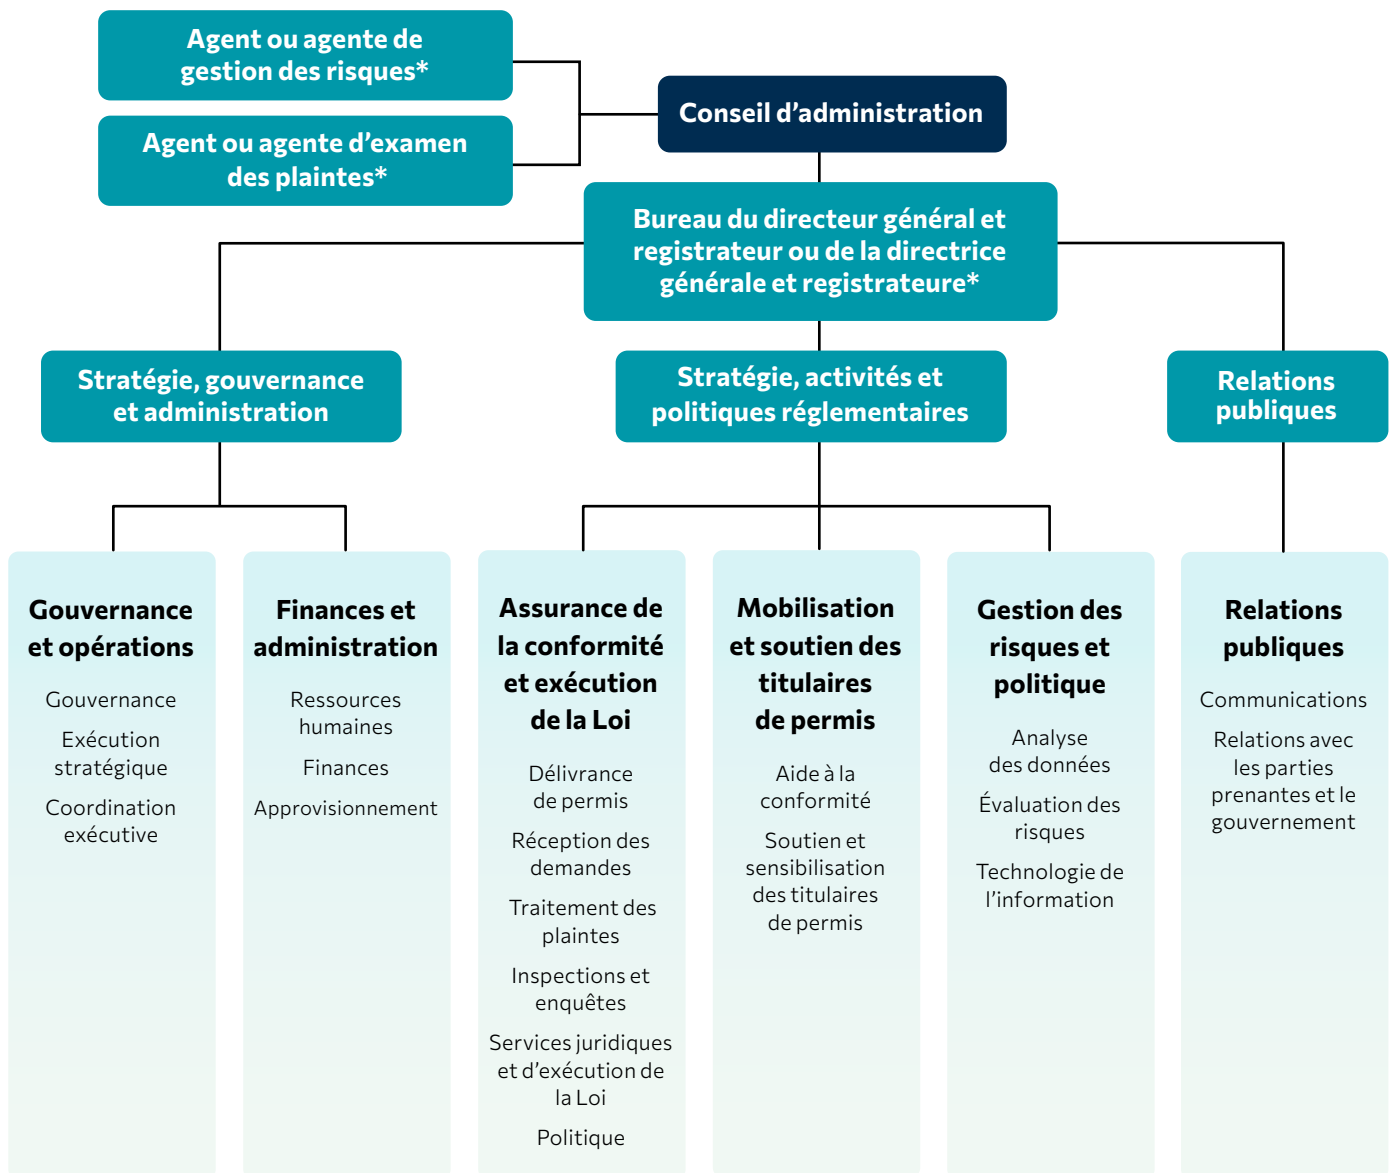 Agent ou agente de
gestion des risques*
Agent ou agente d’examen
des plaintes*
Conseil d’administration
Bureau du directeur général et
registrateur ou de la directrice
générale et registrateure*
Stratégie, gouvernance
et administration
Stratégie, activités et
politiques réglementaires
Relations
publiques
Gouvernance
et opérations
Gouvernance
Exécution
stratégique
Coordination
exécutive
Finances et
administration
Ressources
humaines
Finances
Approvisionnement
Assurance de
la conformité
et exécution
de la Loi
Délivrance
de permis
Réception des
demandes
Traitement des
plaintes
Inspections et
enquêtes
Services juridiques
et d’exécution de
la Loi
Politique
Mobilisation
et soutien des
titulaires
de permis
Aide à la
conformité
Soutien et
sensibilisation
des titulaires
de permis
Gestion des
risques et
politique
Analyse
des données
Évaluation des
risques
Technologie de
l’information
Relations
publiques
Communications
Relations avec
les parties
prenantes et le
gouvernement